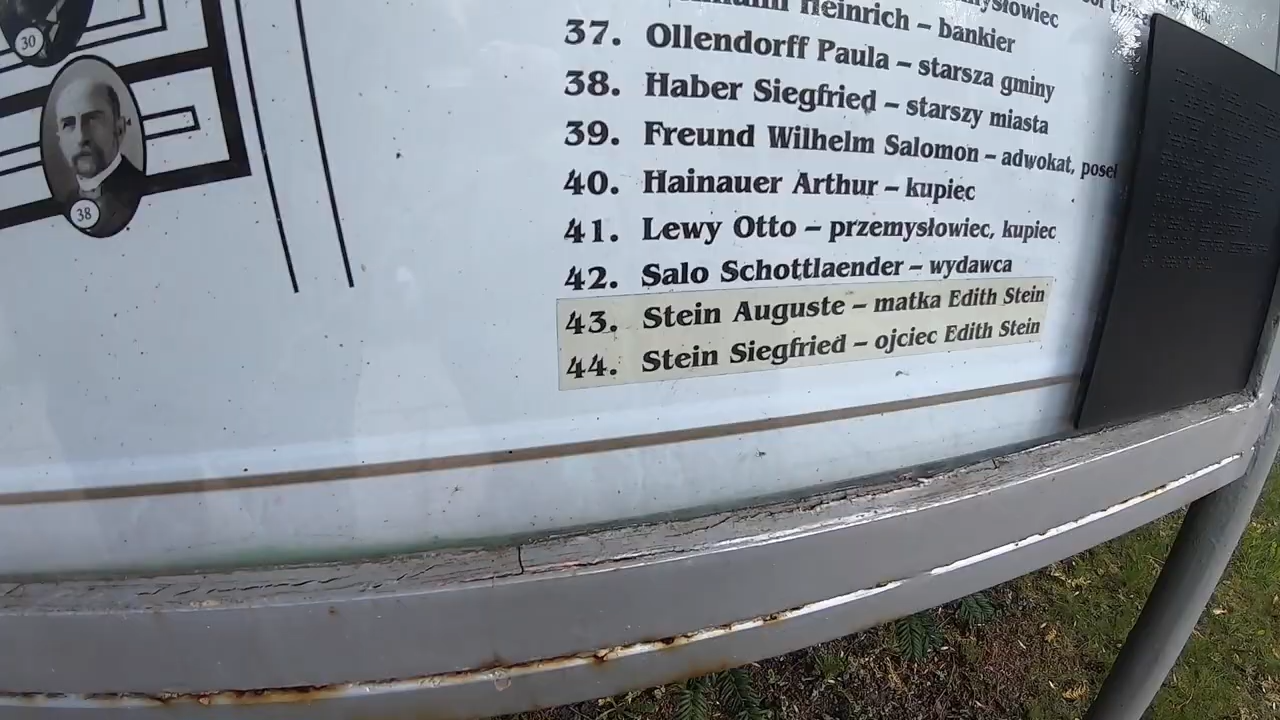 Heinrich – bankier
37. Ollendorff Paula – starsza gminy
38. Haber Siegfried – starszy miasta
39. Freund Wilhelm Salomon – adwokat, poseł
40. Hainauer Arthur – kupiec
41. Lewy Otto – przemysłowiec, kupiec
42. Salo Schottlaender – wydawca
43. Stein Auguste – matka Edith Stein
44. Stein Siegfried – ojciec Edith Stein
30
38